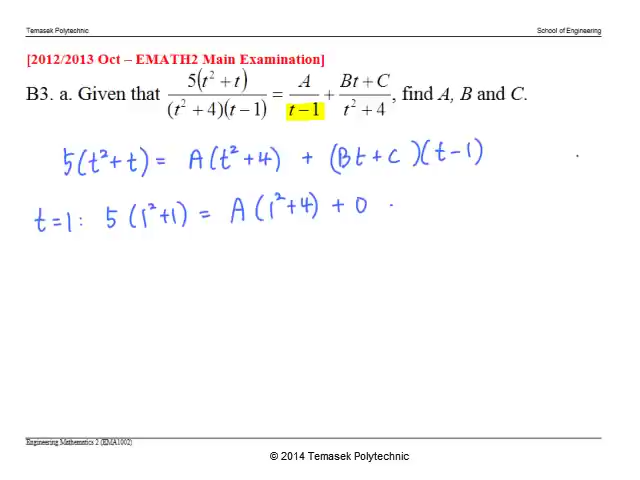 Temasek Polytechnic School of Engineering
[2012/2013 Oct – EMATH2 Main Examination]
B3. a. Given that 5(t² + t) / (t² + 4)(t − 1) = A / t − 1 + Bt + C / t² + 4, find A, B and C.
5(t²+t) = A(t²+4) + (Bt+C)(t−1)
t=1: 5(1²+1) = A(1²+4) + 0
Engineering Mathematics 2 (EMA1002)
© 2014 Temasek Polytechnic